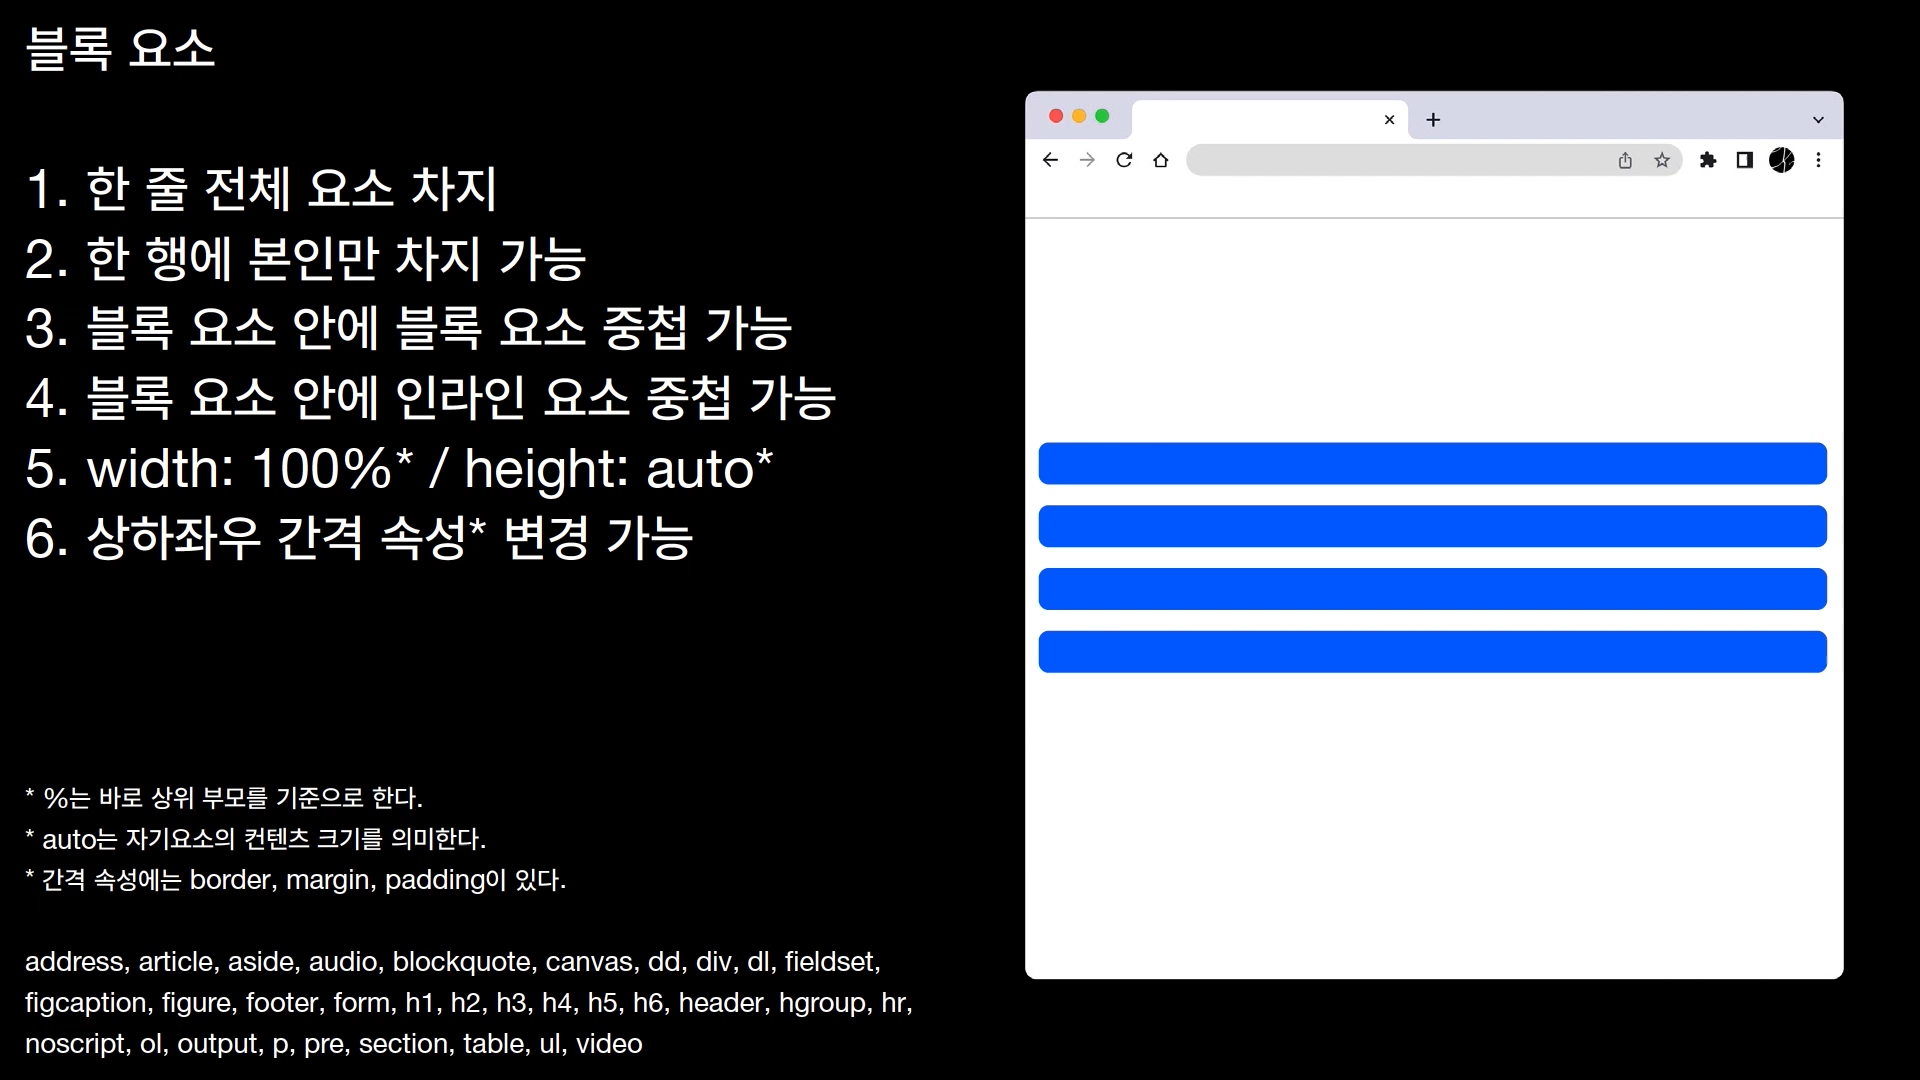 블록 요소
1. 한 줄 전체 요소 차지
2. 한 행에 본인만 차지 가능
3. 블록 요소 안에 블록 요소 중첩 가능
4. 블록 요소 안에 인라인 요소 중첩 가능
5. width: 100%* / height: auto*
6. 상하좌우 간격 속성* 변경 가능
* %는 바로 상위 부모를 기준으로 한다.
* auto는 자기요소의 컨텐츠 크기를 의미한다.
* 간격 속성에는 border, margin, padding이 있다.
address, article, aside, audio, blockquote, canvas, dd, div, dl, fieldset,
figcaption, figure, footer, form, h1, h2, h3, h4, h5, h6, header, hgroup, hr,
noscript, ol, output, p, pre, section, table, ul, video